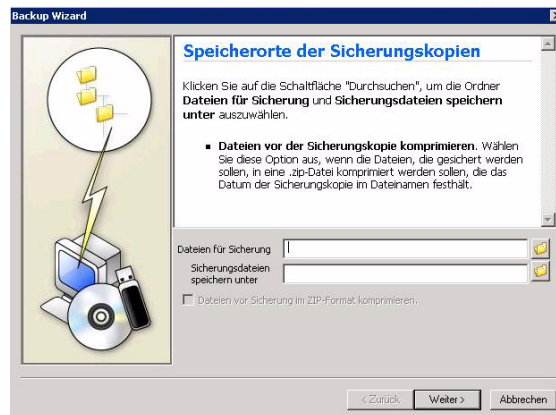 Backup Wizard
Speicherorte der Sicherungskopien
Klicken Sie auf die Schaltfläche "Durchsuchen", um die Ordner
Dateien für Sicherung und Sicherungsdateien speichern
unter auszuwählen.
Dateien vor der Sicherungskopie komprimieren. Wählen
Sie diese Option aus, wenn die Dateien, die gesichert werden
sollen, in eine .zip-Datei komprimiert werden sollen, die das
Datum der Sicherungskopie im Dateinamen festhält.
Dateien für Sicherung
Sicherungsdateien
speichern unter
Dateien vor Sicherung im ZIP-Format komprimieren.
< Zurück
Weiter >
Abbrechen